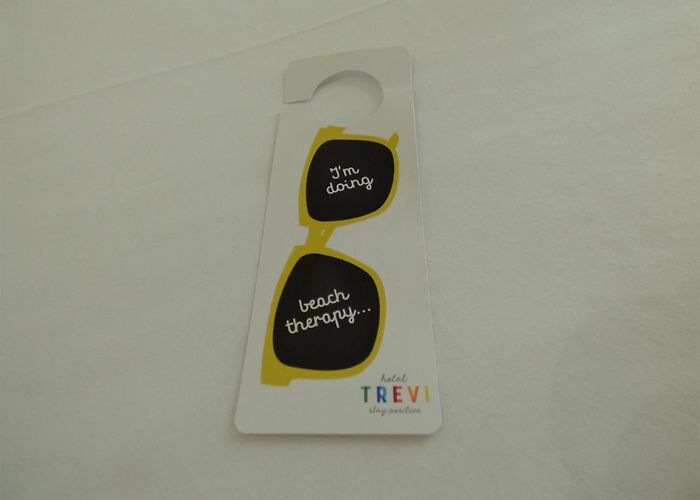 I'm
doing
beach
therapy...
hotel
TREVI
stay positive